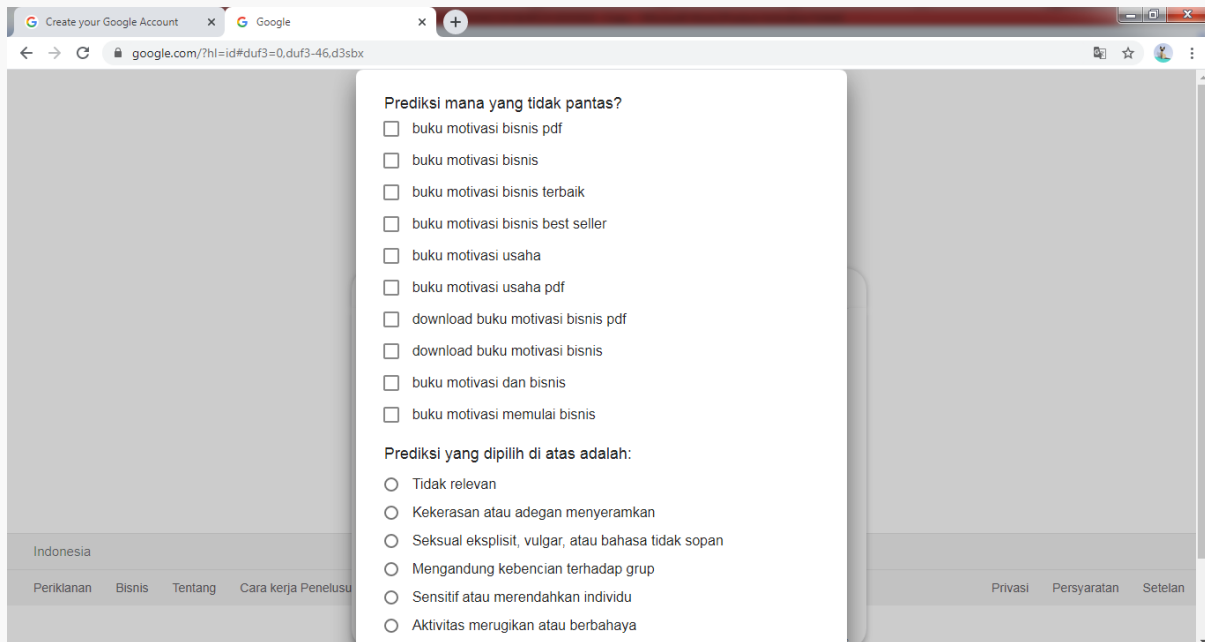 Create your Google Account
Google
google.com/?hl=id#duf3=0,duf3-46,d3sbx
Prediksi mana yang tidak pantas?
buku motivasi bisnis pdf
buku motivasi bisnis
buku motivasi bisnis terbaik
buku motivasi bisnis best seller
buku motivasi usaha
buku motivasi usaha pdf
download buku motivasi bisnis pdf
download buku motivasi bisnis
buku motivasi dan bisnis
buku motivasi memulai bisnis
Prediksi yang dipilih di atas adalah:
Tidak relevan
Kekerasan atau adegan menyeramkan
Seksual eksplisit, vulgar, atau bahasa tidak sopan
Mengandung kebencian terhadap grup
Sensitif atau merendahkan individu
Aktivitas merugikan atau berbahaya
Indonesia
Periklanan Bisnis Tentang Cara kerja Penelusu Privasi Persyaratan Setelan